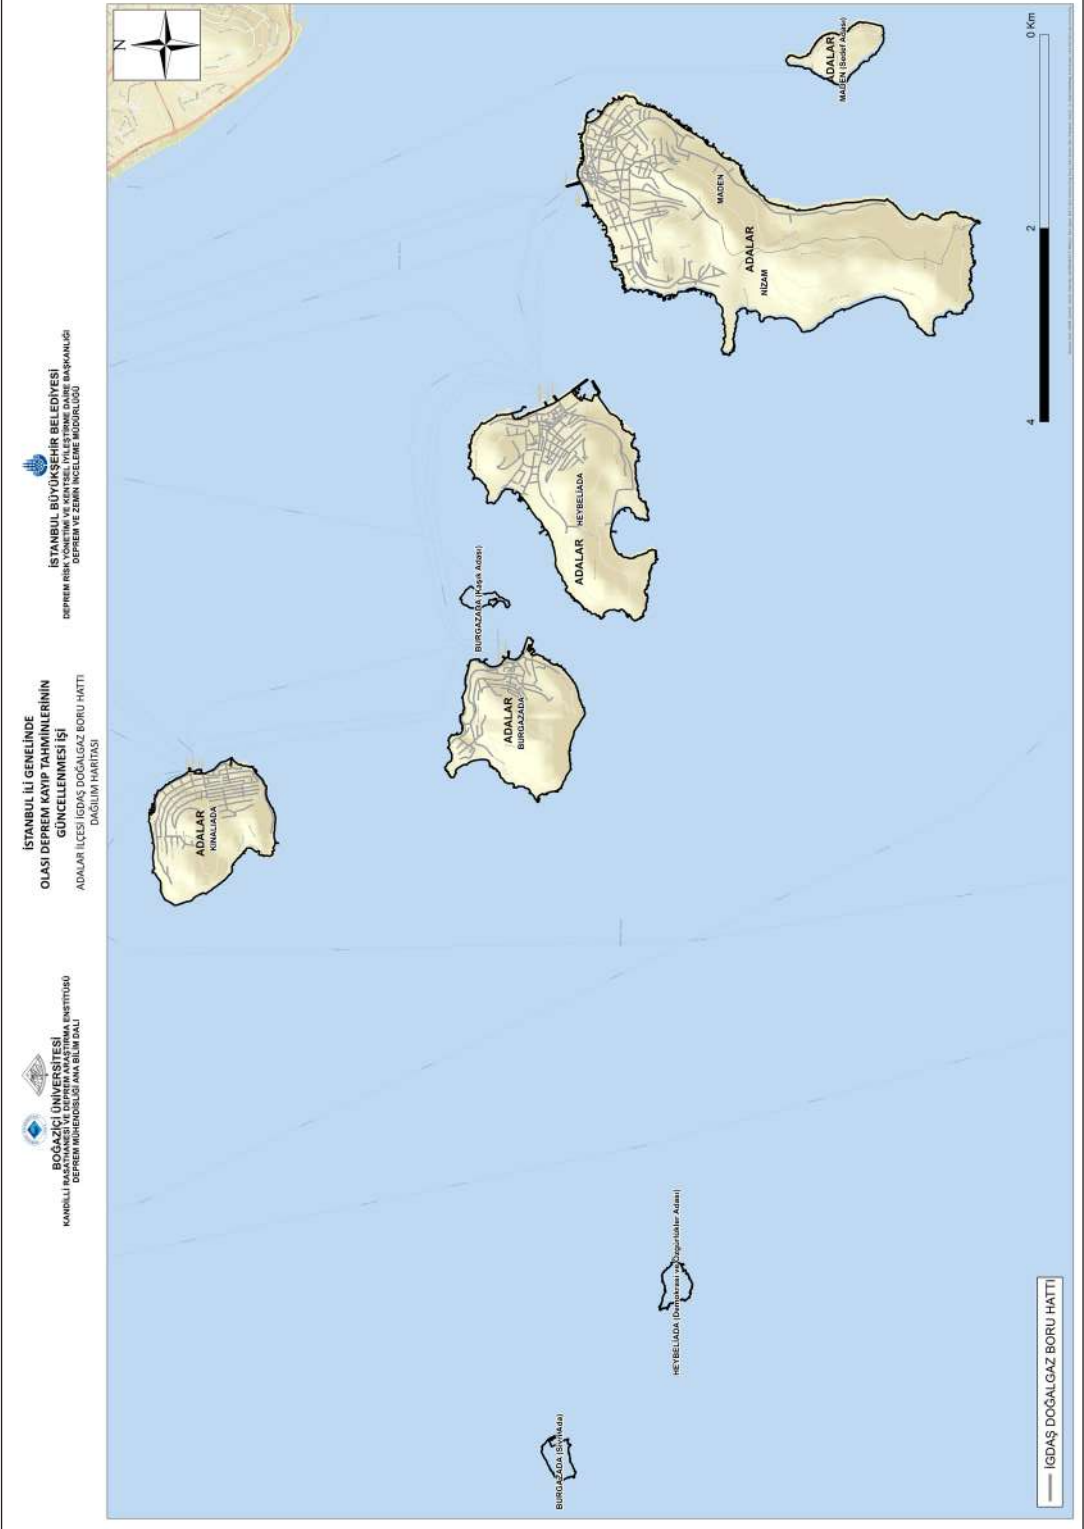 BOĞAZİÇİ ÜNİVERSİTESİ
KANDİLLİ RASATHANESİ VE DEPREM ARAŞTIRMA ENSTİTÜSÜ
DEPREM MÜHENDİSLİĞİ ANA BİLİM DALI
İSTANBUL İLİ GENELİNDE
OLASI DEPREM KAYIP TAHMİNLERİNİN
GÜNCELLENMESİ İŞİ
ADALAR İLÇESİ İGDAŞ DOĞALGAZ BORU HATTI
DAĞILIM HARİTASI
İSTANBUL BÜYÜKŞEHİR BELEDİYESİ
DEPREM RİSK YÖNETİMİ VE KENTSEL İYİLEŞTİRME DAİRE BAŞKANLIĞI
DEPREM VE ZEMİN İNCELEME MÜDÜRLÜĞÜ
N
ADALAR
KINALIADA
BURGAZADA (Kaşık Adası)
ADALAR
BURGAZADA
ADALAR
HEYBELİADA
BURGAZADA (Sivri Ada)
HEYBELİADA (Demokrasi ve Özgürlükler Adası)
MADEN
ADALAR
NİZAM
ADALAR
MADEN (Sedef Adası)
İGDAŞ DOĞALGAZ BORU HATTI
4
2
0 Km